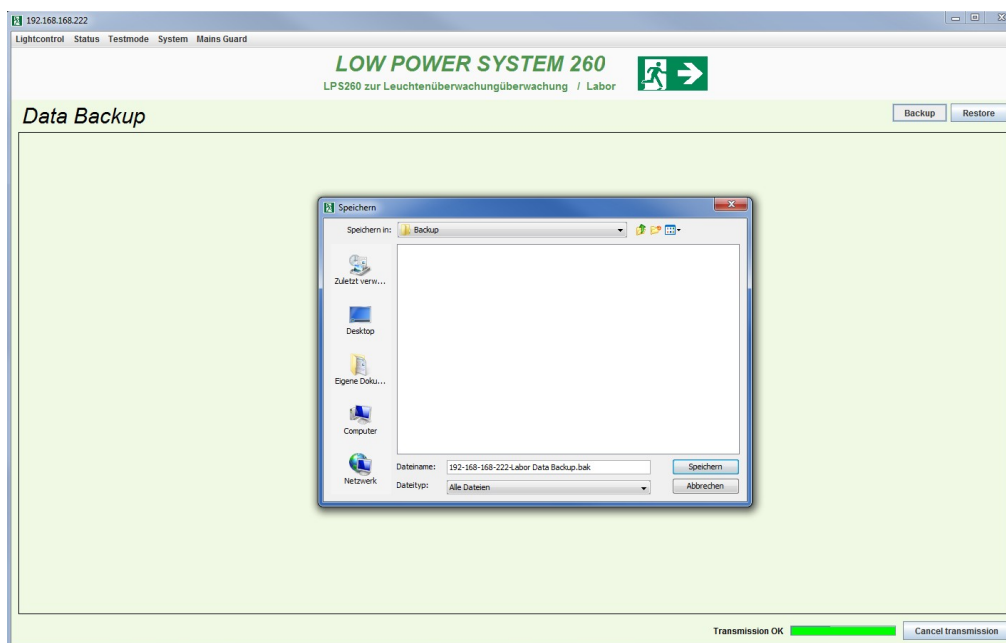 192.168.168.222
Lightcontrol Status Testmode System Mains Guard
LOW POWER SYSTEM 260
LPS260 zur Leuchtenüberwachungüberwachung / Labor
Data Backup
Backup Restore
Speichern
Speichern in: Backup
Zuletzt verw...
Desktop
Eigene Doku...
Computer
Netzwerk
Dateiname: 192-168-168-222-Labor Data Backup.bak Speichern
Dateityp: Alle Dateien Abbrechen
Transmission OK Cancel transmission